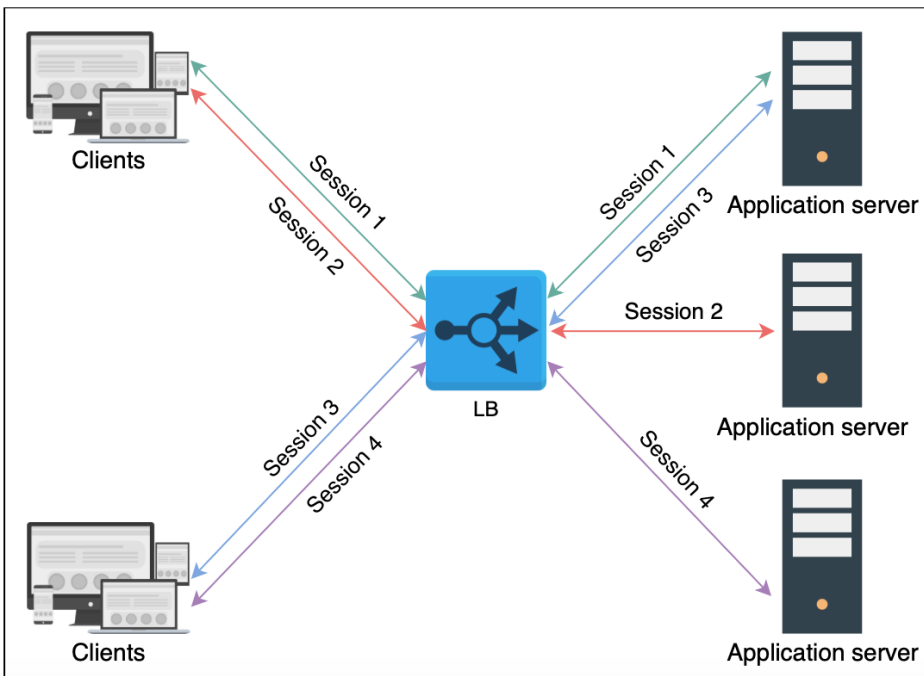 Clients
Session 1
Session 2
Session 1
Session 3
Application server
Session 2
LB
Application server
Session 3
Session 4
Session 4
Clients
Application server